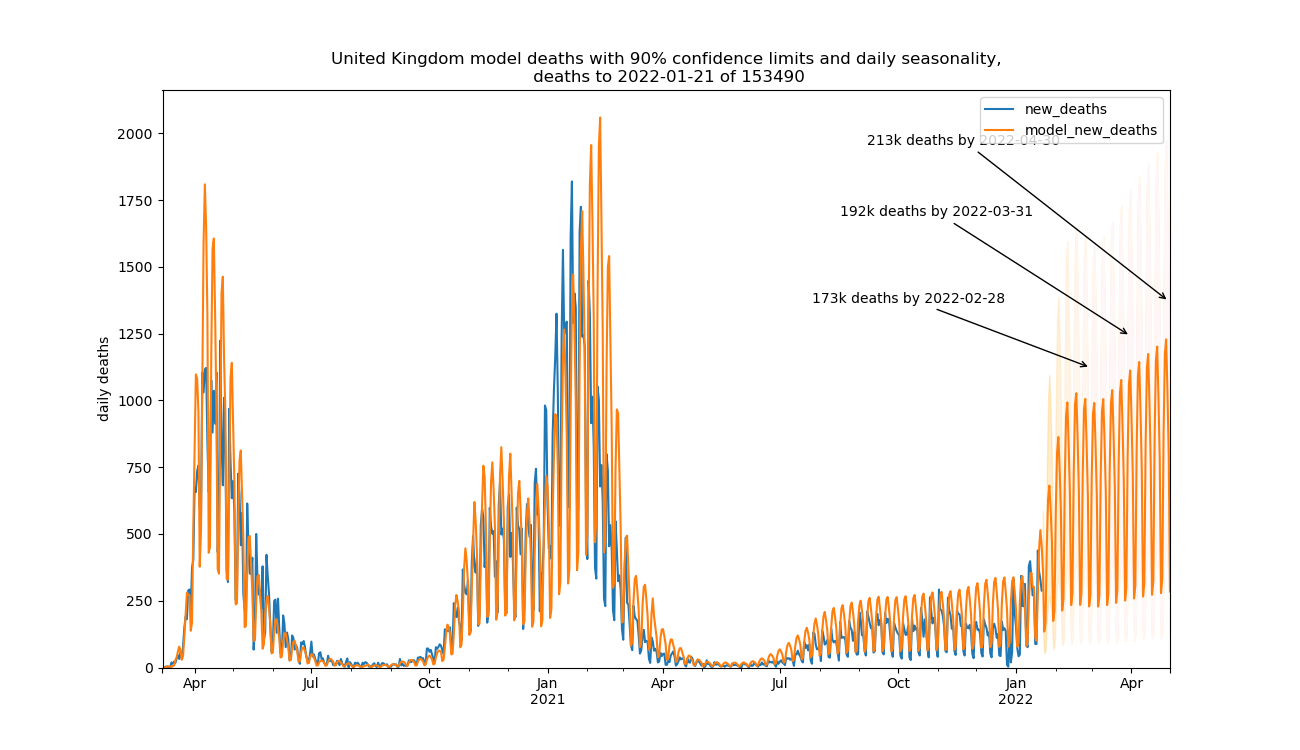 United Kingdom model deaths with 90% confidence limits and daily seasonality,
deaths to 2022-01-21 of 153490
new_deaths
model_new_deaths
213k deaths by 2022-04-30
192k deaths by 2022-03-31
173k deaths by 2022-02-28
daily deaths
2000
1750
1500
1250
1000
750
500
250
0
Apr
Jul
Oct
Jan
2021
Apr
Jul
Oct
Jan
2022
Apr